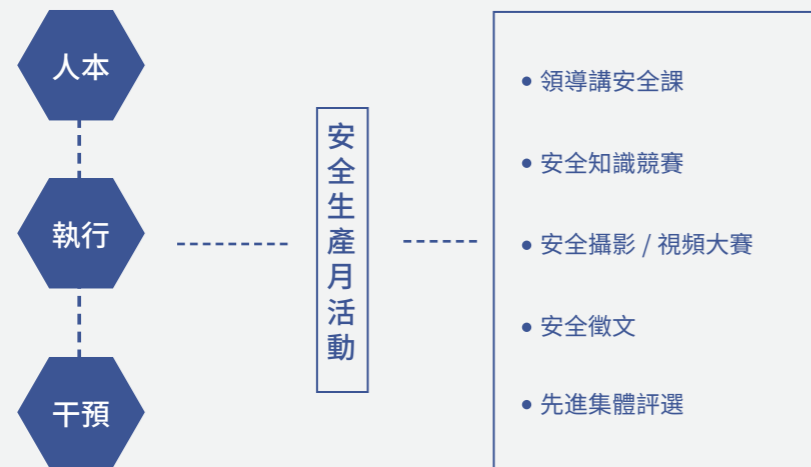 人本
執行
干預
安全生產月活動
領導講安全課
安全知識競賽
安全攝影 / 視頻大賽
安全徵文
先進集體評選